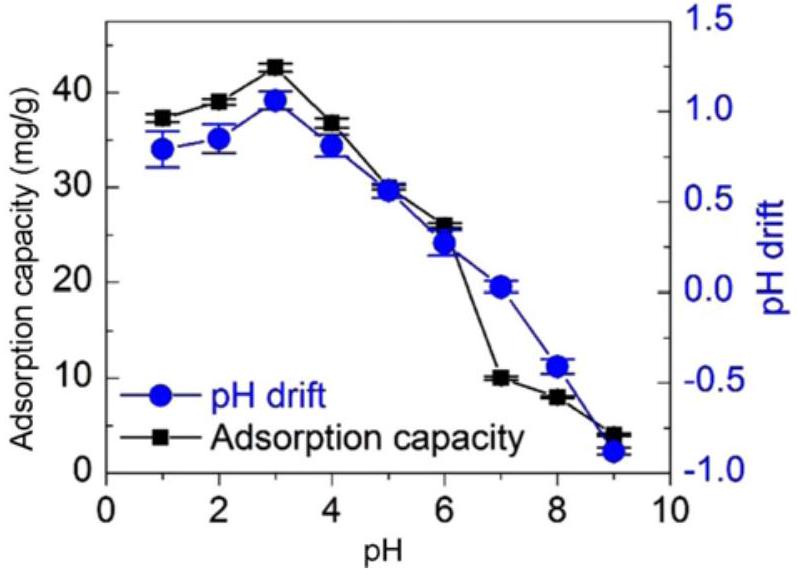 Adsorption capacity (mg/g)
40
30
20
10
0
1.5
1.0
0.5
0.0
-0.5
-1.0
pH drift
pH drift
Adsorption capacity
0 2 4 6 8 10
pH